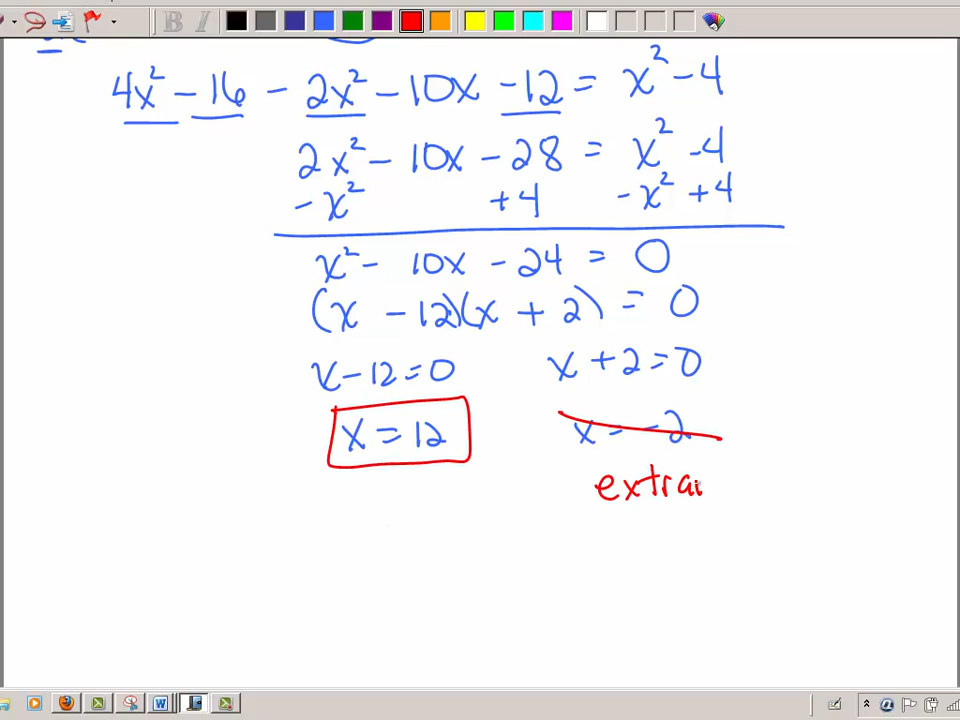 4x² - 16 - 2x² - 10x - 12 = x² - 4
2x² - 10x - 28 = x² - 4
- x² + 4 - x² + 4
x² - 10x - 24 = 0
(x - 12)(x + 2) = 0
x - 12 = 0 x + 2 = 0
x = 12 x = -2
extrai